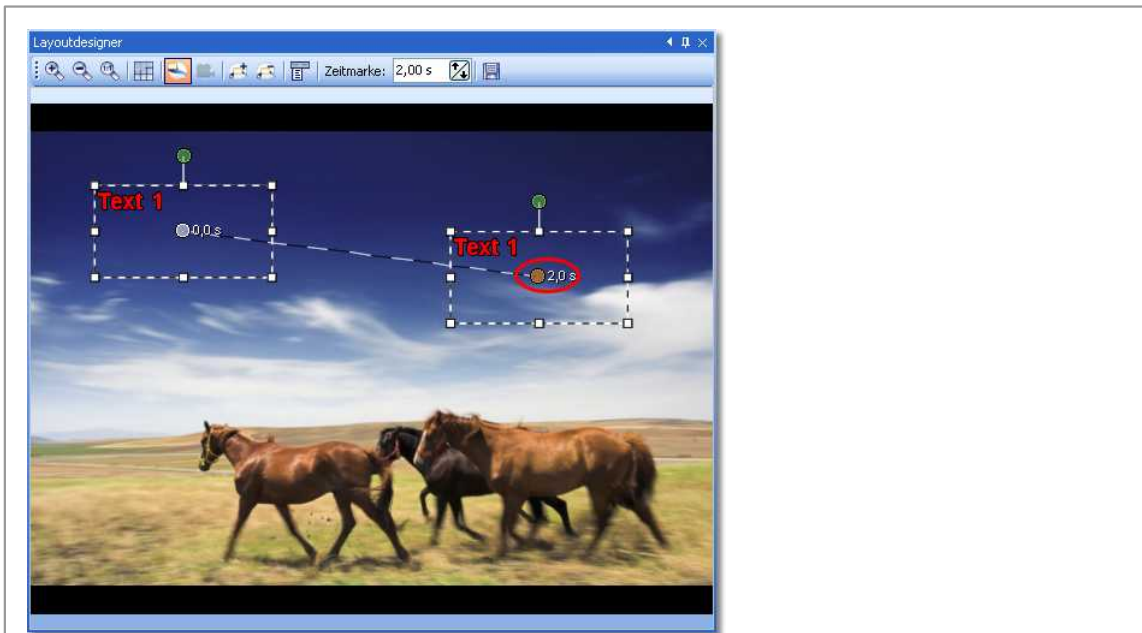 Layoutdesigner
Zeitmarke: 2,00 s
Text 1
0,0 s
Text 1
2,0 s